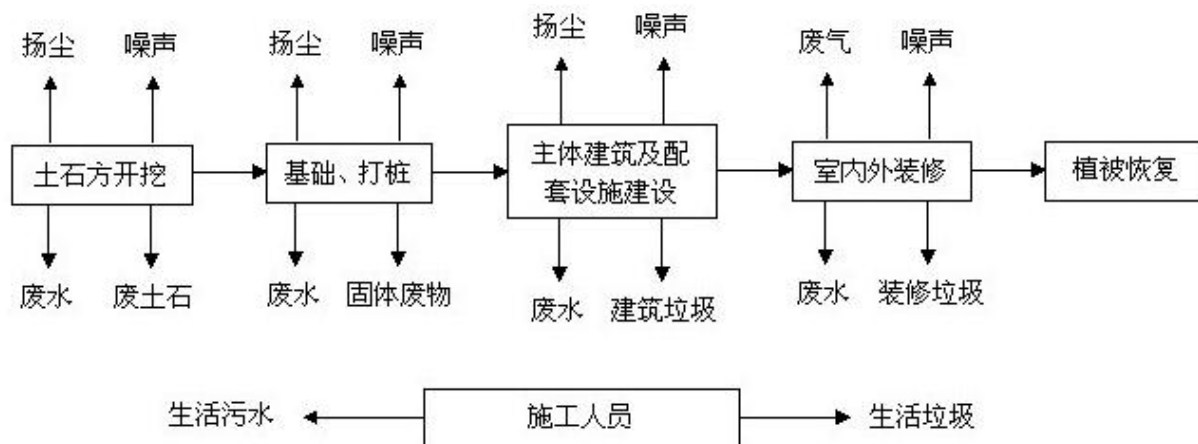 扬尘 噪声 扬尘 噪声 扬尘 噪声 废气 噪声
土石方开挖 基础、打桩 主体建筑及配 室内外装修 植被恢复
套设施建设
废水 废土石 废水 固体废物 废水 建筑垃圾 废水 装修垃圾
生活污水 施工人员 生活垃圾